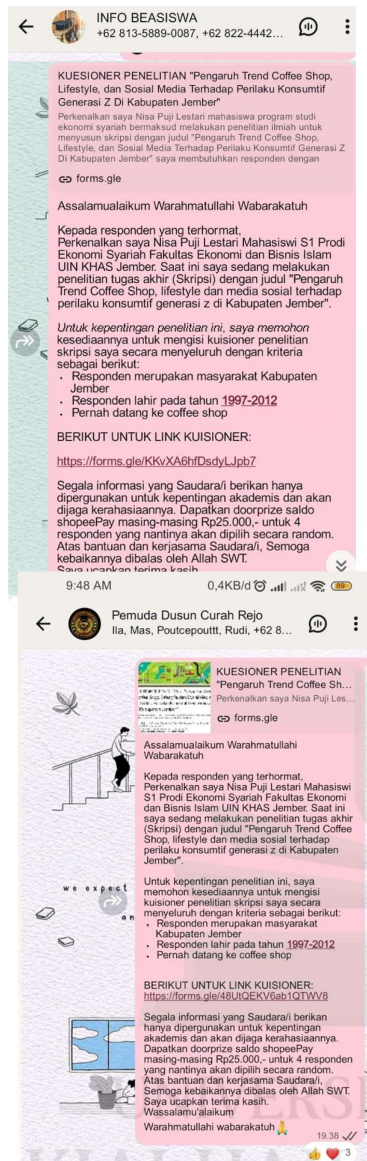 INFO BEASISWA
+62 813-5889-0087, +62 822-4442...
KUESIONER PENELITIAN "Pengaruh Trend Coffee Shop,
Lifestyle, dan Sosial Media Terhadap Perilaku Konsumtif
Generasi Z Di Kabupaten Jember"
Perkenalkan saya Nisa Puji Lestari mahasiswa program studi
ekonomi syariah bermaksud melakukan penelitian ilmiah untuk
menyusun skripsi dengan judul "Pengaruh Trend Coffee Shop,
Lifestyle, dan Sosial Media Terhadap Perilaku Konsumtif Generasi Z
Di Kabupaten Jember" saya membutuhkan responden dengan
forms.gle
Assalamualaikum Warahmatullahi Wabarakatuh
Kepada responden yang terhormat,
Perkenalkan saya Nisa Puji Lestari Mahasiswi S1 Prodi
Ekonomi Syariah Fakultas Ekonomi dan Bisnis Islam
UIN KHAS Jember. Saat ini saya sedang melakukan
penelitian tugas akhir (Skripsi) dengan judul "Pengaruh
Trend Coffee Shop, lifestyle dan media sosial terhadap
perilaku konsumtif generasi z di Kabupaten Jember".
Untuk kepentingan penelitian ini, saya memohon
kesediaannya untuk mengisi kuisioner penelitian
skripsi saya secara menyeluruh dengan kriteria
sebagai berikut:
• Responden merupakan masyarakat Kabupaten
Jember
• Responden lahir pada tahun 1997-2012
• Pernah datang ke coffee shop
BERIKUT UNTUK LINK KUISIONER:
https://forms.gle/KKvXA6hfDsdyLJpb7
Segala informasi yang Saudara/i berikan hanya
dipergunakan untuk kepentingan akademis dan akan
dijaga kerahasiaannya. Dapatkan doorprize saldo
shopeePay masing-masing Rp25.000,- untuk 4
responden yang nantinya akan dipilih secara random.
Atas bantuan dan kerjasama Saudara/i, Semoga
kebaikannya dibalas oleh Allah SWT.
Saya ucapkan terima kasih
9:48 AM
0,4KB/d
89
Pemuda Dusun Curah Rejo
Ila, Mas, Poutcepouttt, Rudi, +62 8...
KUESIONER PENELITIAN
"Pengaruh Trend Coffee Sh...
Perkenalkan saya Nisa Puji Les...
forms.gle
Assalamualaikum Warahmatullahi
Wabarakatuh
Kepada responden yang terhormat,
Perkenalkan saya Nisa Puji Lestari Mahasiswi
S1 Prodi Ekonomi Syariah Fakultas Ekonomi
dan Bisnis Islam UIN KHAS Jember. Saat ini
saya sedang melakukan penelitian tugas akhir
(Skripsi) dengan judul "Pengaruh Trend Coffee
Shop, lifestyle dan media sosial terhadap
perilaku konsumtif generasi z di Kabupaten
Jember".
Untuk kepentingan penelitian ini, saya
memohon kesediaannya untuk mengisi
kuisioner penelitian skripsi saya secara
menyeluruh dengan kriteria sebagai berikut:
• Responden merupakan masyarakat
Kabupaten Jember
• Responden lahir pada tahun 1997-2012
• Pernah datang ke coffee shop
we expect
an
BERIKUT UNTUK LINK KUISIONER:
https://forms.gle/48UtQEKV6ab1QTWV8
Segala informasi yang Saudara/i berikan
hanya dipergunakan untuk kepentingan
akademis dan akan dijaga kerahasiaannya.
Dapatkan doorprize saldo shopeePay
masing-masing Rp25.000,- untuk 4 responden
yang nantinya akan dipilih secara random.
Atas bantuan dan kerjasama Saudara/i,
Semoga kebaikannya dibalas oleh Allah SWT.
Saya ucapkan terima kasih.
Wassalamu'alaikum
Warahmatullahi wabarakatuh🙏
19.38
👍❤️ 3